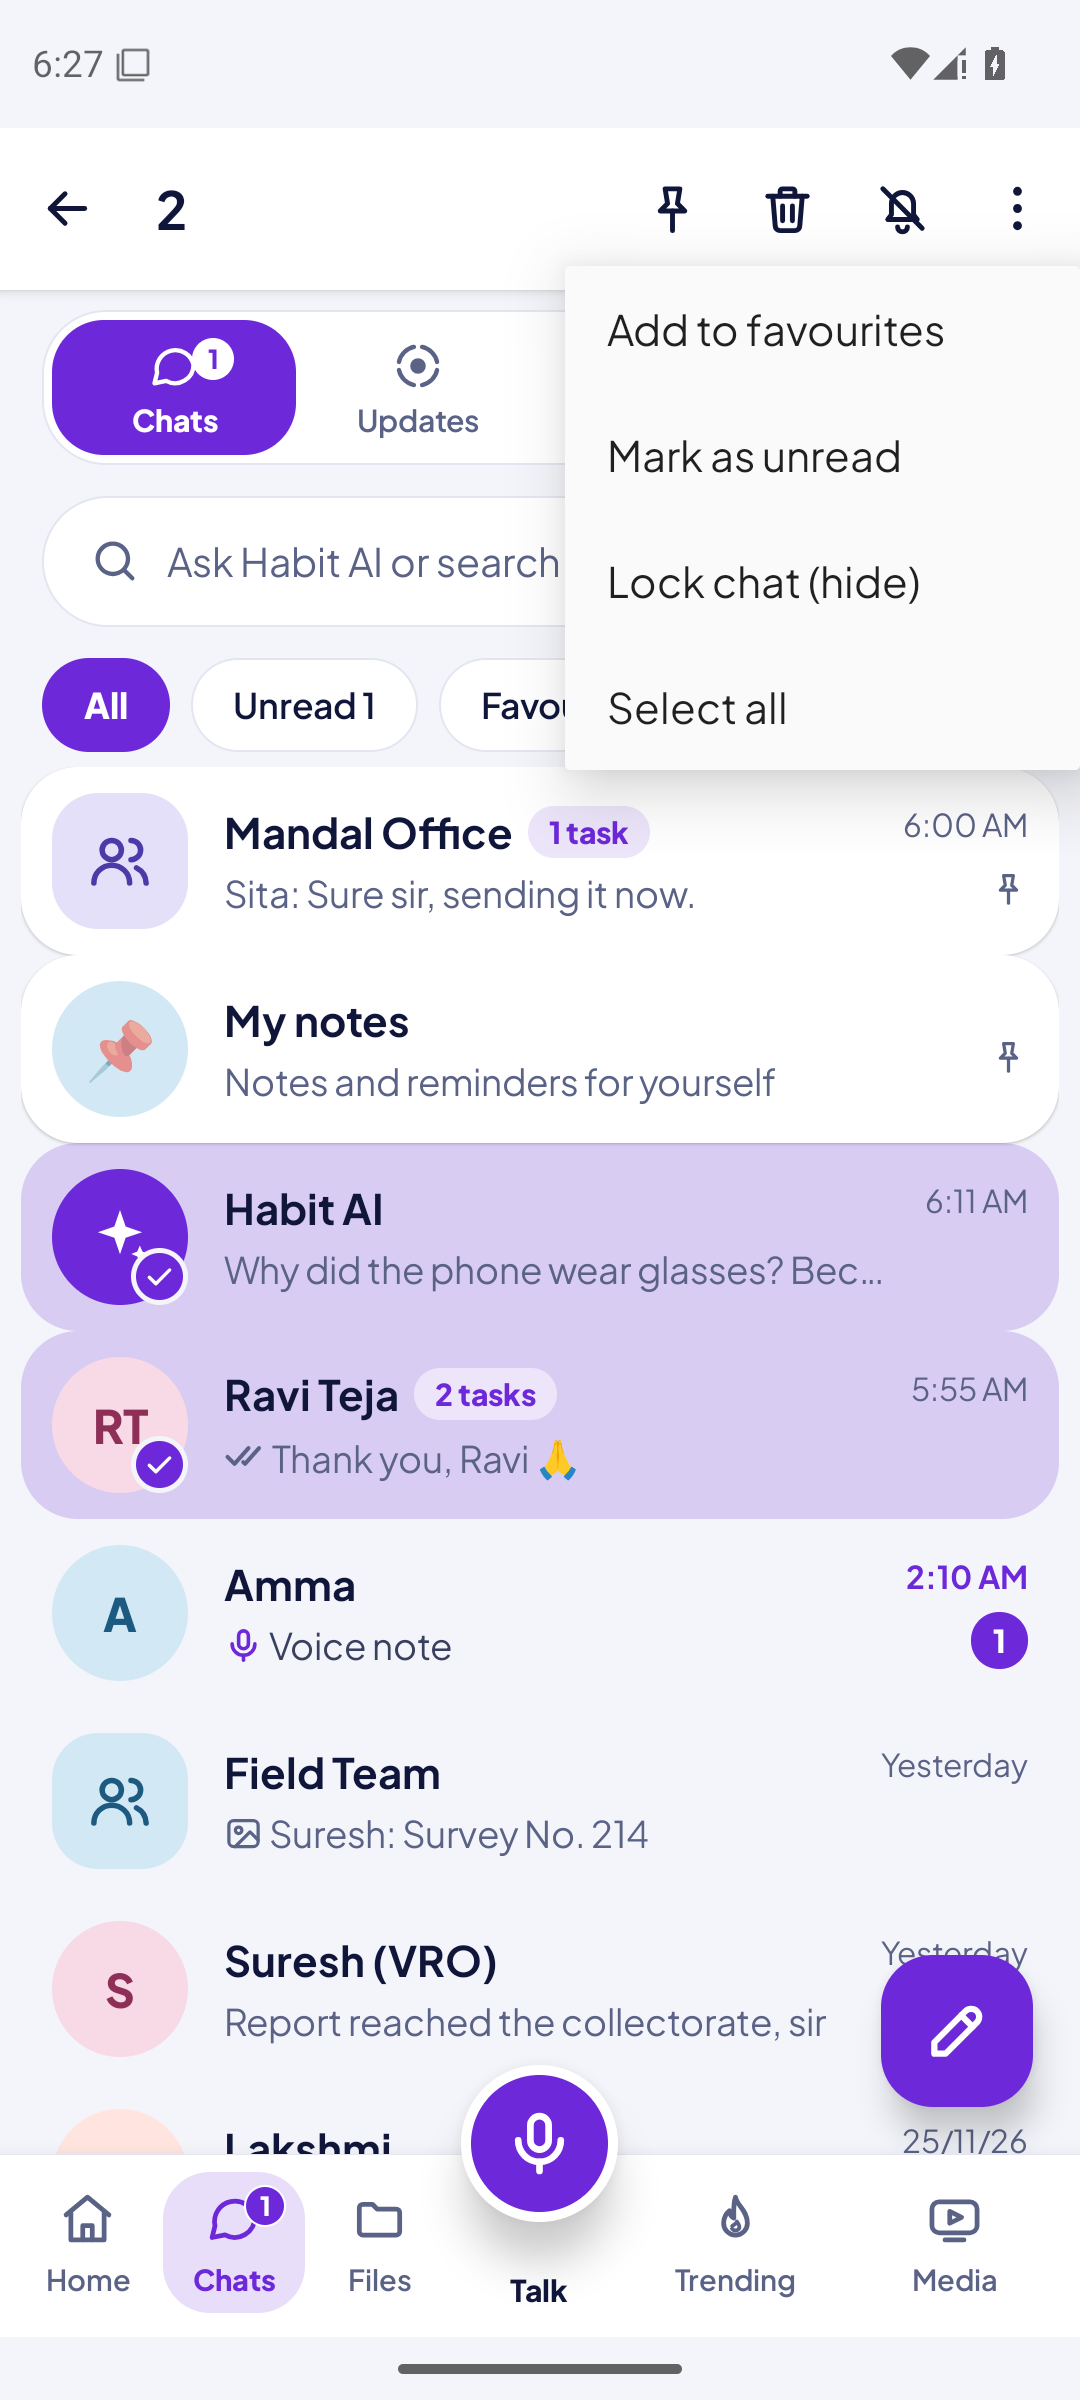 6:27
2
Add to favourites
Mark as unread
Lock chat (hide)
Select all
1
Chats
Updates
Ask Habit AI or search
All
Unread 1
Favou
Mandal Office
1 task
6:00 AM
Sita: Sure sir, sending it now.
My notes
Notes and reminders for yourself
Habit AI
6:11 AM
Why did the phone wear glasses? Bec...
RT
Ravi Teja
2 tasks
5:55 AM
Thank you, Ravi 🙏
A
Amma
2:10 AM
Voice note
1
Field Team
Yesterday
Suresh: Survey No. 214
S
Suresh (VRO)
Yesterday
Report reached the collectorate, sir
Lakshmi
25/11/26
Home
1
Chats
Files
Talk
Trending
Media